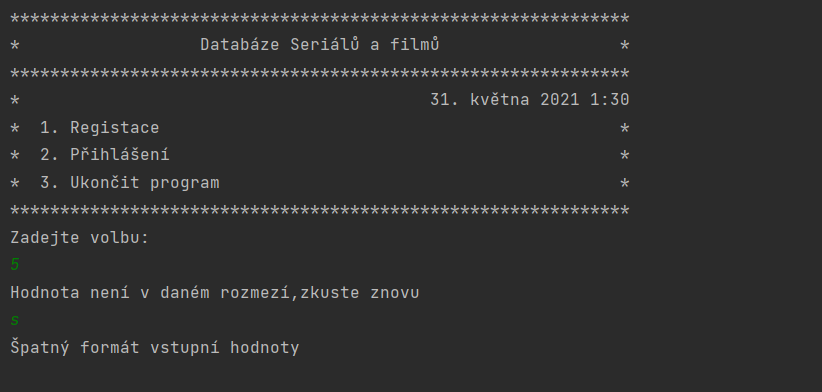 **************************************************************
*                  Databáze Seriálů a filmů                  *
**************************************************************
*                                         31. května 2021 1:30
*  1. Registace                                              *
*  2. Přihlášení                                             *
*  3. Ukončit program                                        *
**************************************************************
Zadejte volbu:
5
Hodnota není v daném rozmezí,zkuste znovu
s
Špatný formát vstupní hodnoty